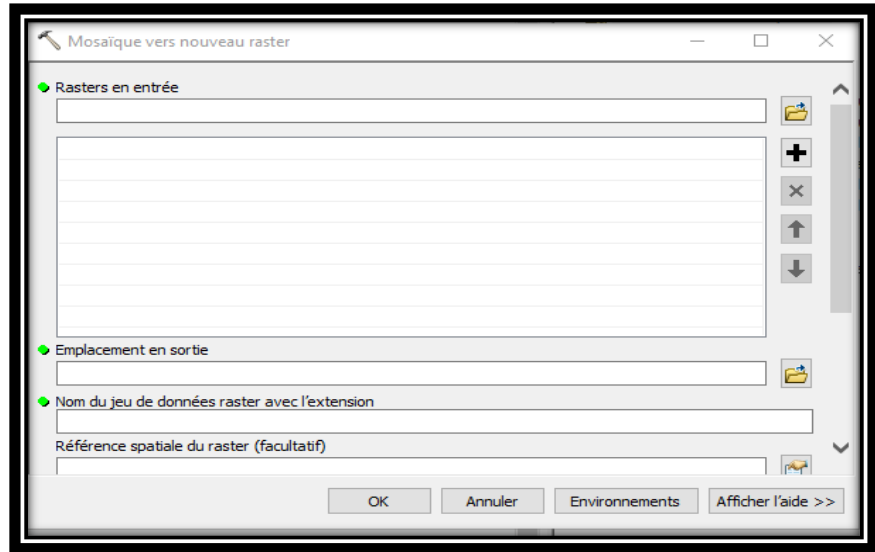 Mosaïque vers nouveau raster
Rasters en entrée
Emplacement en sortie
Nom du jeu de données raster avec l'extension
Référence spatiale du raster (facultatif)
OK Annuler Environnements Afficher l'aide >>